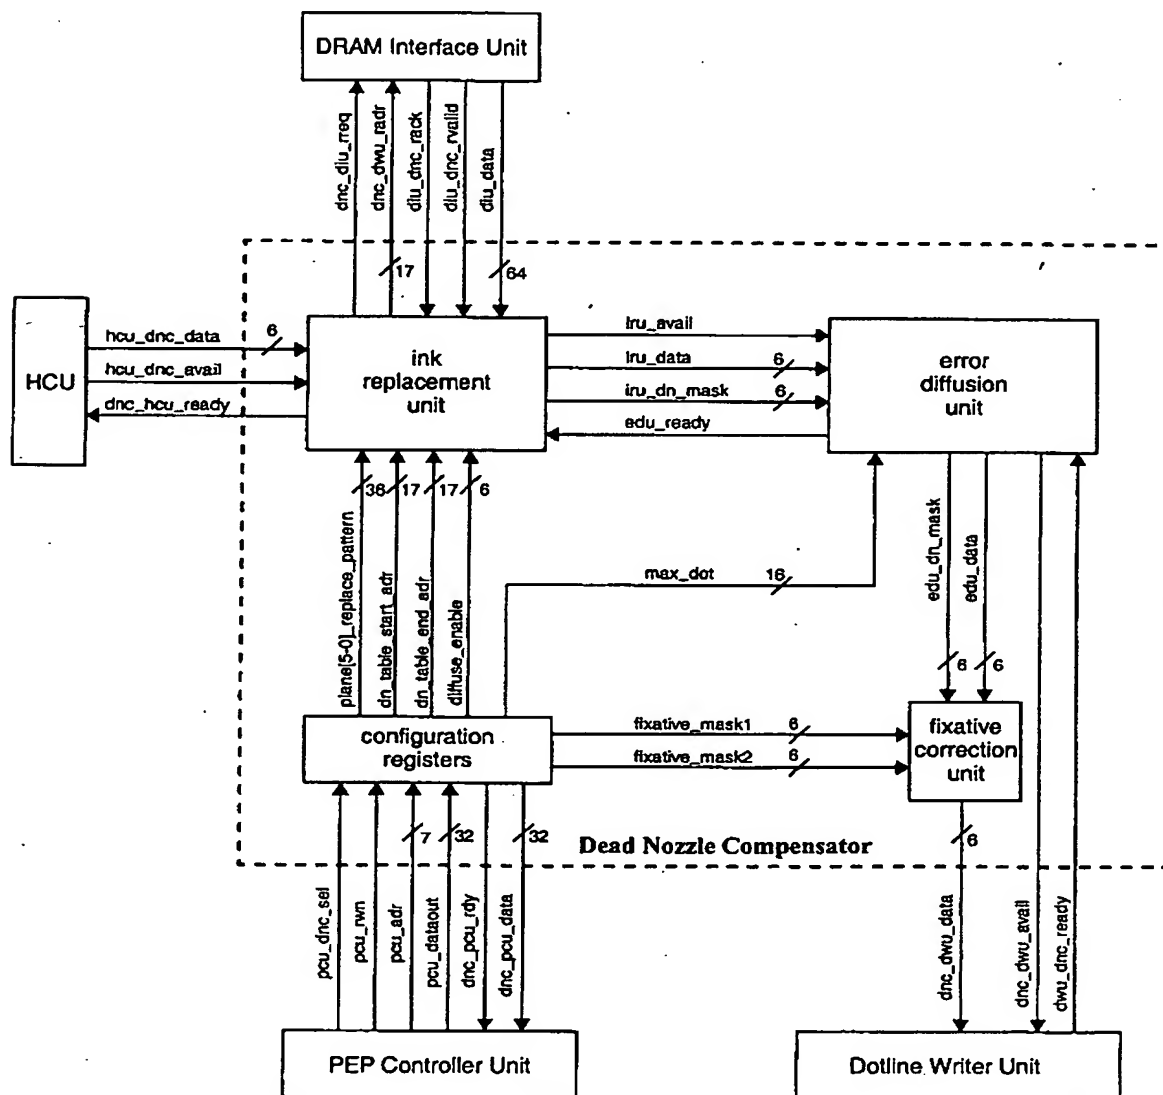 DRAM Interface Unit
dnc_diu_rreq
dnc_dwu_radr
diu_dnc_rack
diu_dnc_rvalid
diu_data
17
64
HCU
hcu_dnc_data
6
hcu_dnc_avail
dnc_hcu_ready
ink
replacement
unit
iru_avail
iru_data
6
iru_dn_mask
6
edu_ready
error
diffusion
unit
36
17
17
6
plane[5-0]_replace_pattern
dn_table_start_adr
dn_table_end_adr
diffuse_enable
max_dot
16
edu_dn_mask
edu_data
6
6
configuration
registers
fixative_mask1
6
fixative_mask2
6
fixative
correction
unit
7
32
32
6
Dead Nozzle Compensator
pcu_dnc_sel
pcu_rwn
pcu_adr
pcu_dataout
dnc_pcu_rdy
dnc_pcu_data
dnc_dwu_data
dnc_dwu_avail
dwu_dnc_ready
PEP Controller Unit
Dotline Writer Unit